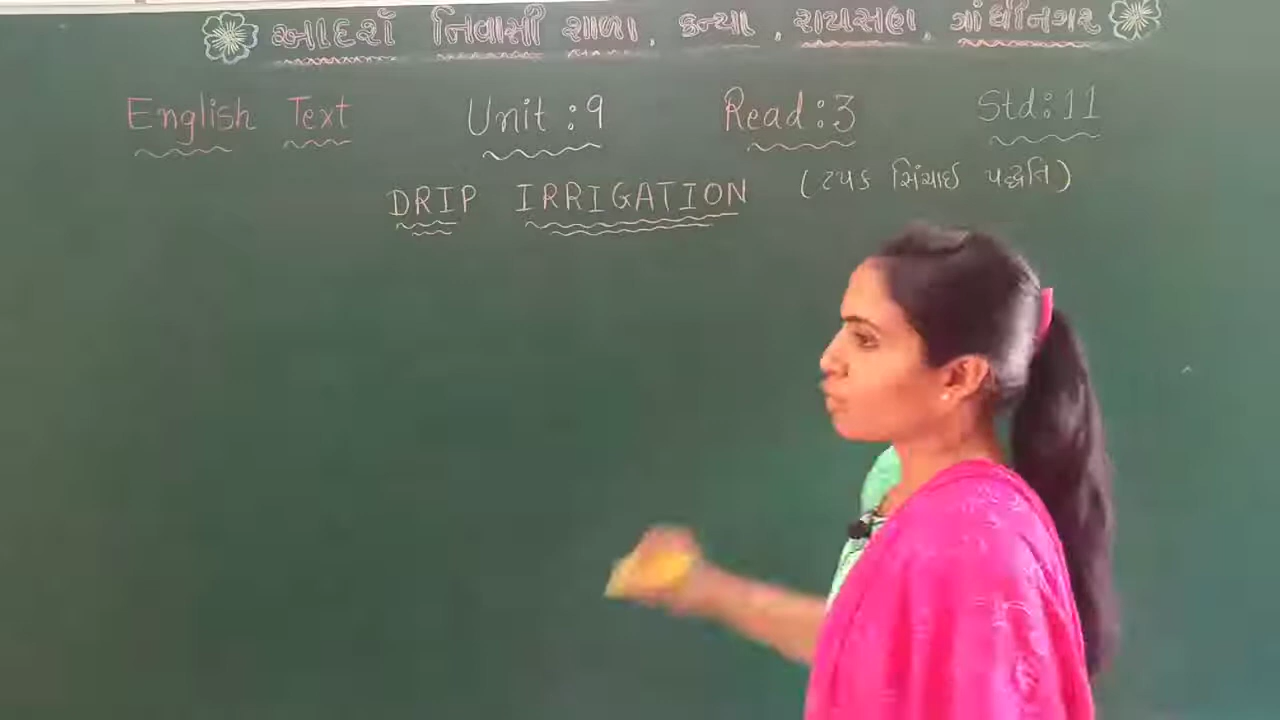 આદર્શ નિવાસી શાળા, કન્યા, રાયસણ, ગાંધીનગર
English Text Unit:9 Read:3 Std:11
DRIP IRRIGATION (ટપક સિંચાઈ પદ્ધતિ)